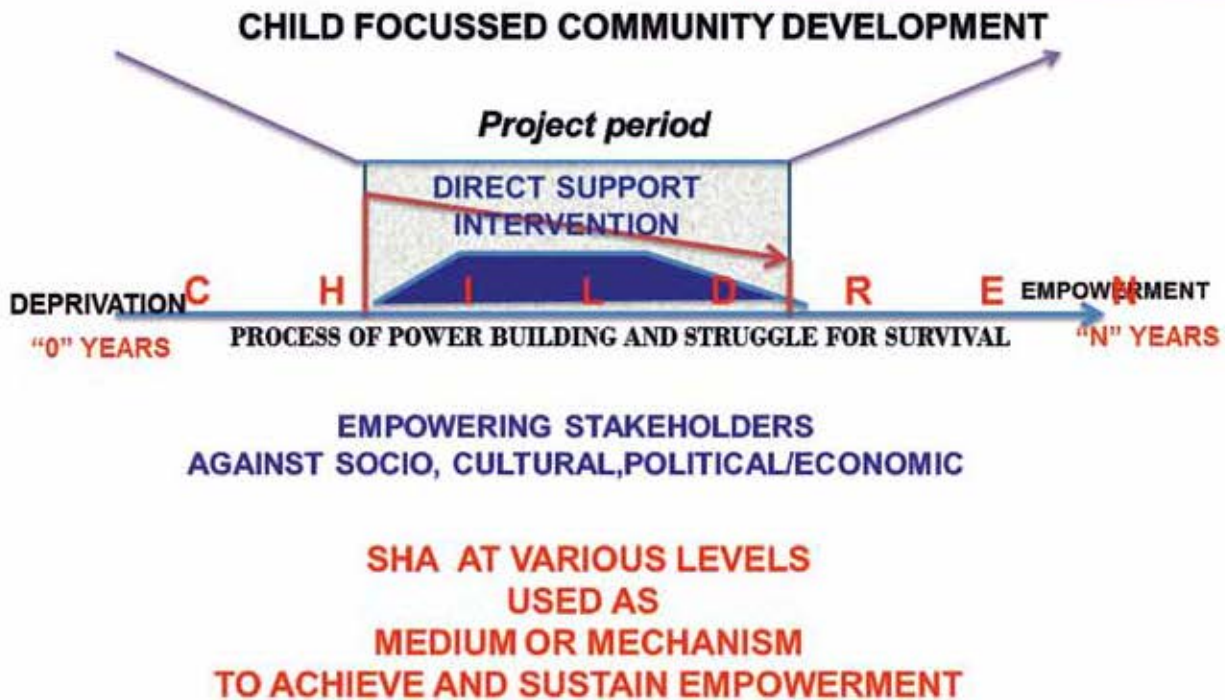 CHILD FOCUSSED COMMUNITY DEVELOPMENT
Project period
DIRECT SUPPORT
INTERVENTION
C H I L D R E N
DEPRIVATION
EMPOWERMENT
"0" YEARS
PROCESS OF POWER BUILDING AND STRUGGLE FOR SURVIVAL
"N" YEARS
EMPOWERING STAKEHOLDERS
AGAINST SOCIO, CULTURAL,POLITICAL/ECONOMIC
SHA AT VARIOUS LEVELS
USED AS
MEDIUM OR MECHANISM
TO ACHIEVE AND SUSTAIN EMPOWERMENT